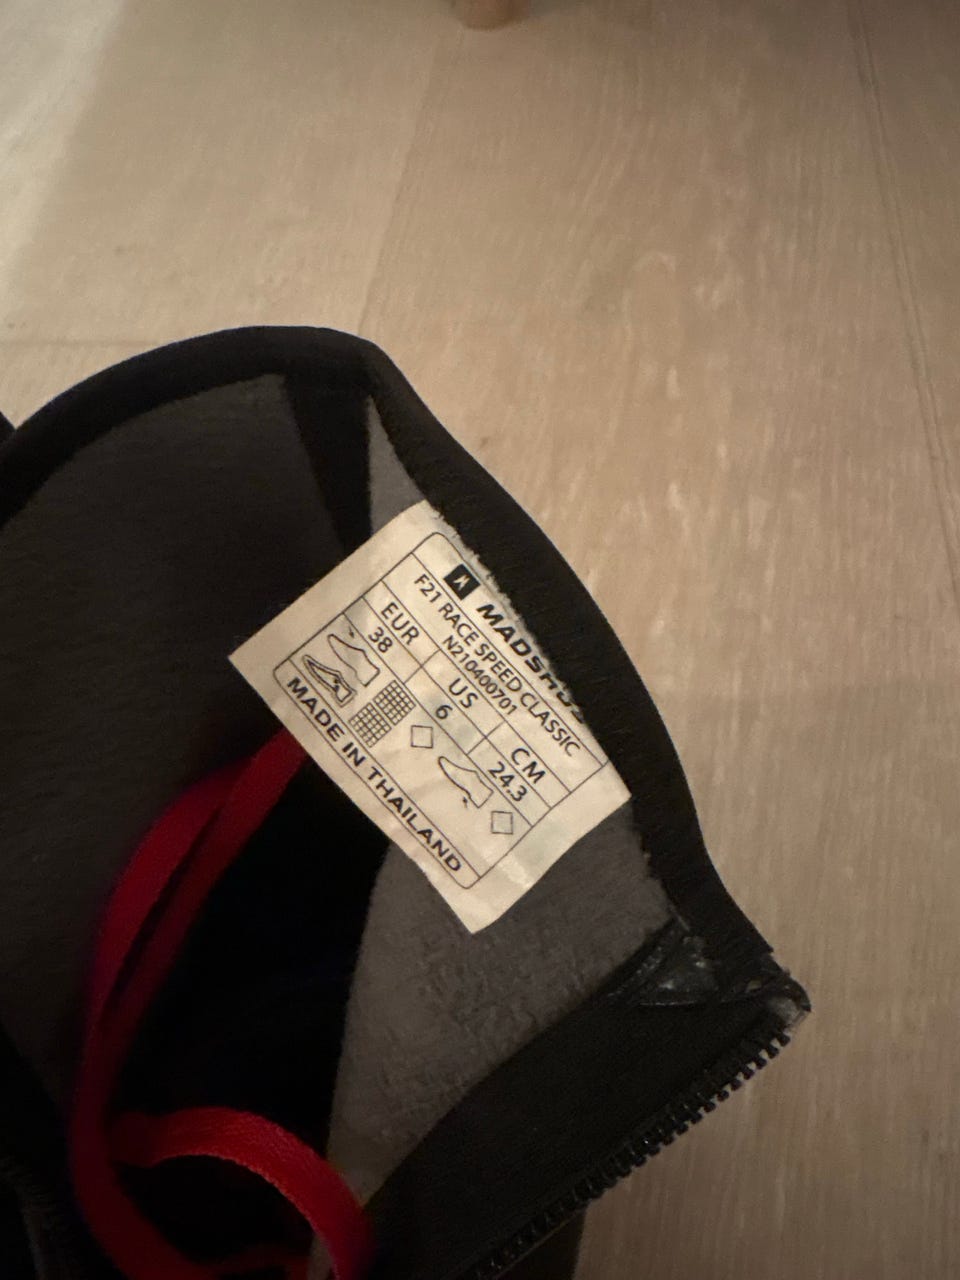 MADSHUS
F21 RACE SPEED CLASSIC
N210400701
EUR US CM
38 6 24.3
MADE IN THAILAND